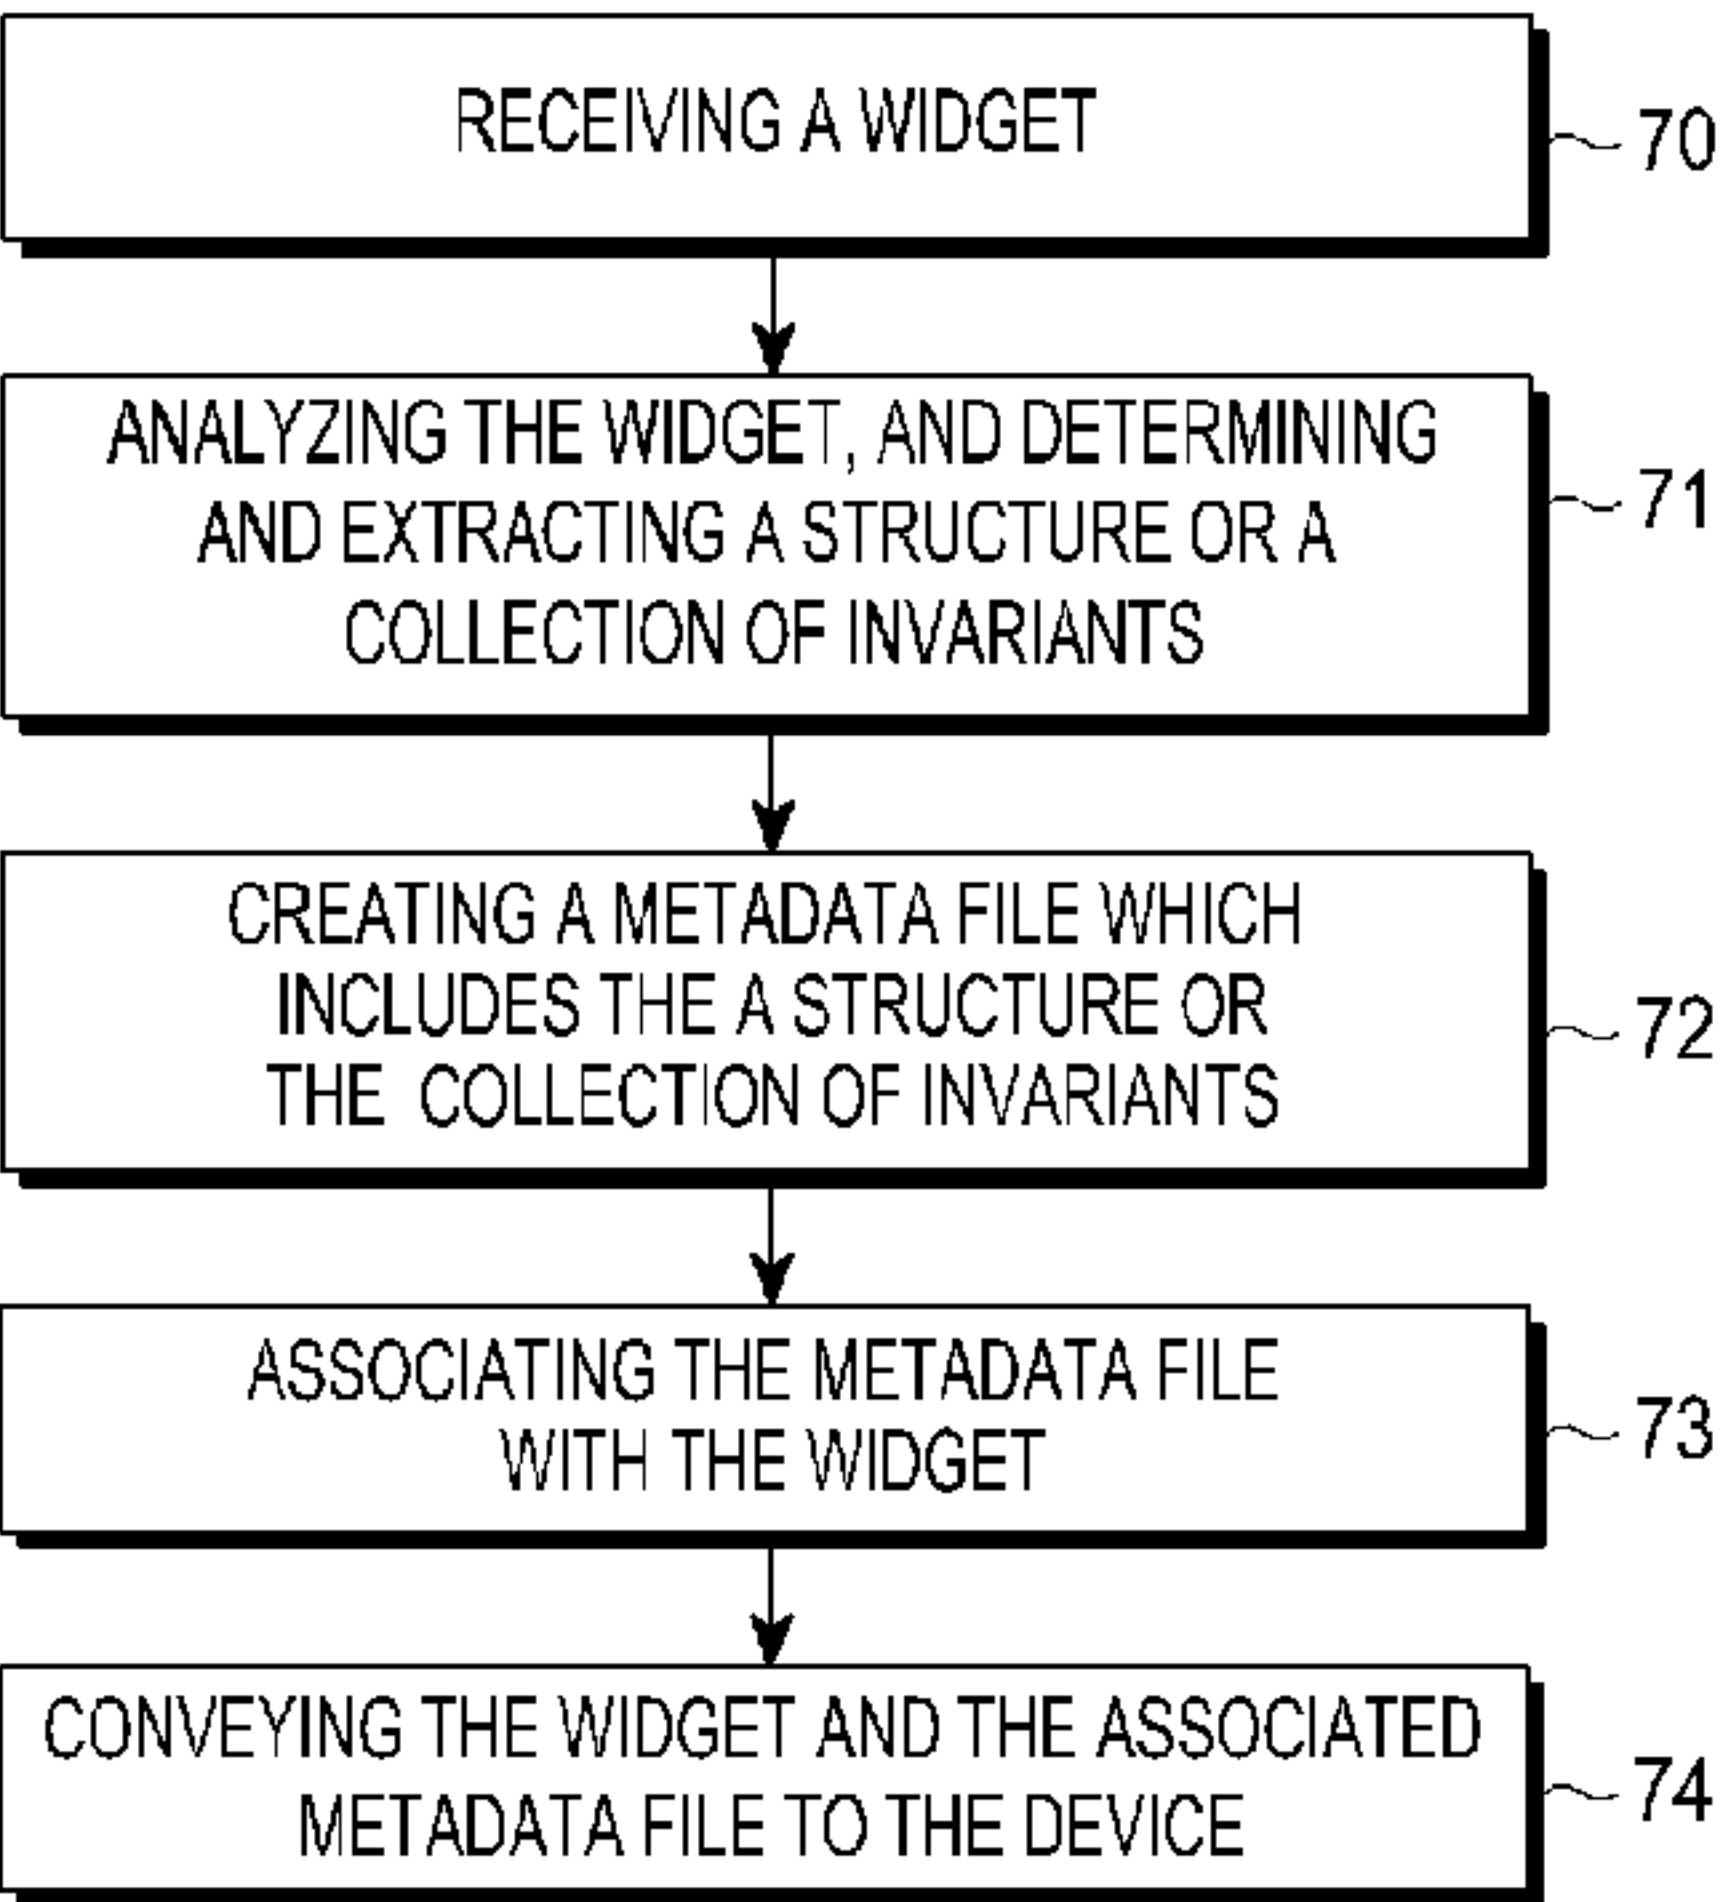 RECEIVING A WIDGET
70
ANALYZING THE WIDGET, AND DETERMINING
AND EXTRACTING A STRUCTURE OR A
COLLECTION OF INVARIANTS
71
CREATING A METADATA FILE WHICH
INCLUDES THE A STRUCTURE OR
THE COLLECTION OF INVARIANTS
72
ASSOCIATING THE METADATA FILE
WITH THE WIDGET
73
CONVEYING THE WIDGET AND THE ASSOCIATED
METADATA FILE TO THE DEVICE
74